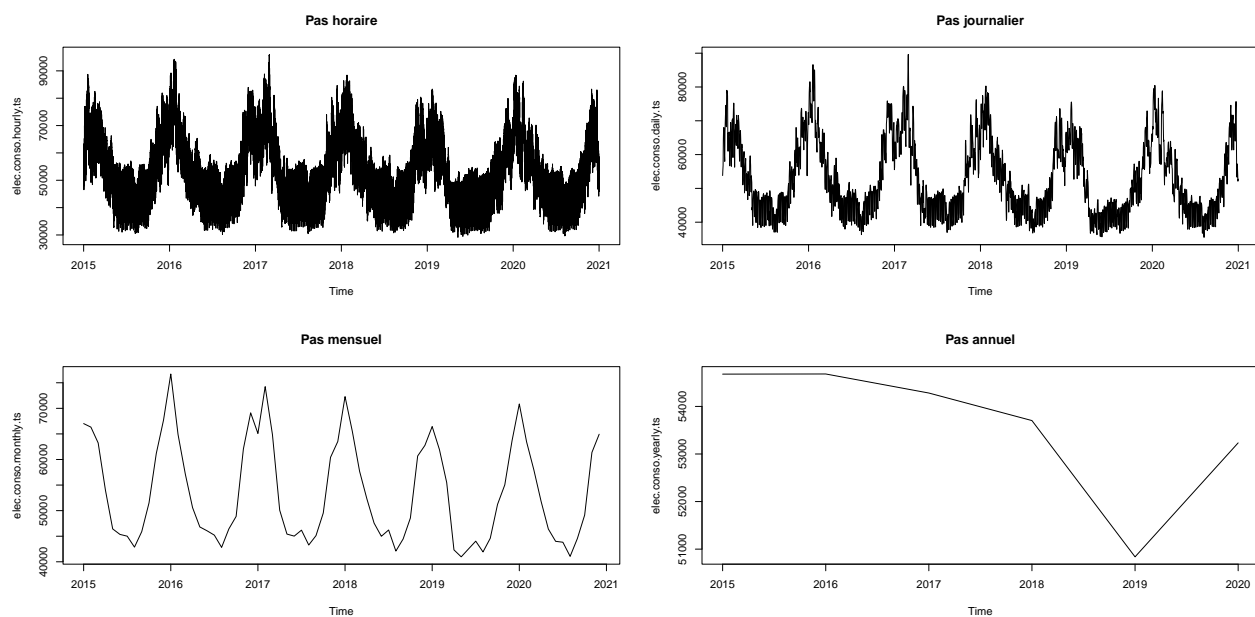 Pas horaire
elec.conso.hourly.ts
30000 50000 70000 90000
2015 2016 2017 2018 2019 2020 2021
Time
Pas journalier
elec.conso.daily.ts
40000 60000 80000
2015 2016 2017 2018 2019 2020 2021
Time
Pas mensuel
elec.conso.monthly.ts
40000 50000 60000 70000
2015 2016 2017 2018 2019 2020 2021
Time
Pas annuel
elec.conso.yearly.ts
51000 52000 53000 54000
2015 2016 2017 2018 2019 2020
Time